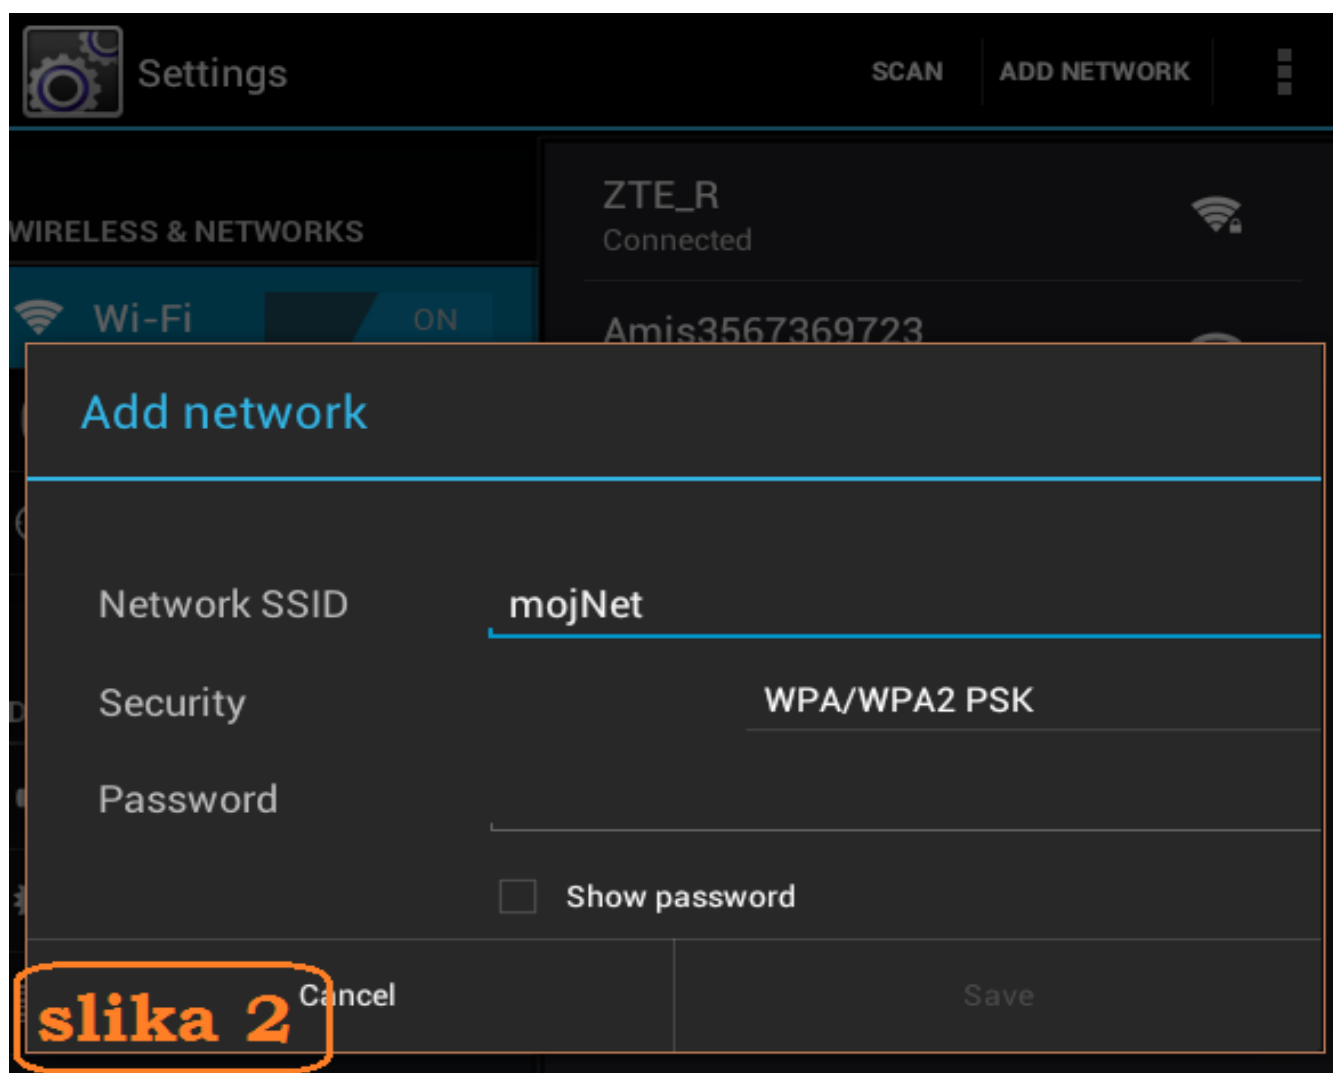 Settings
SCAN
ADD NETWORK
WIRELESS & NETWORKS
ZTE_R
Connected
Wi-Fi
ON
Amis3567369723
Add network
Network SSID
mojNet
Security
WPA/WPA2 PSK
Password
Show password
Cancel
Save
slika 2